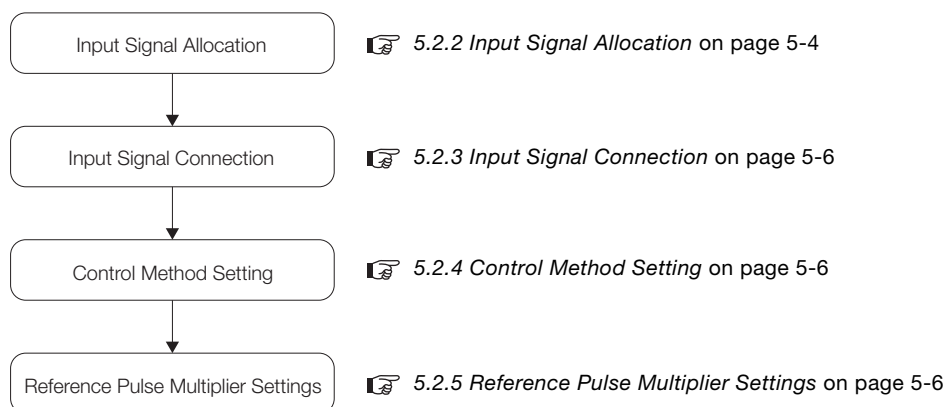 Input Signal Allocation
5.2.2 Input Signal Allocation on page 5-4
Input Signal Connection
5.2.3 Input Signal Connection on page 5-6
Control Method Setting
5.2.4 Control Method Setting on page 5-6
Reference Pulse Multiplier Settings
5.2.5 Reference Pulse Multiplier Settings on page 5-6